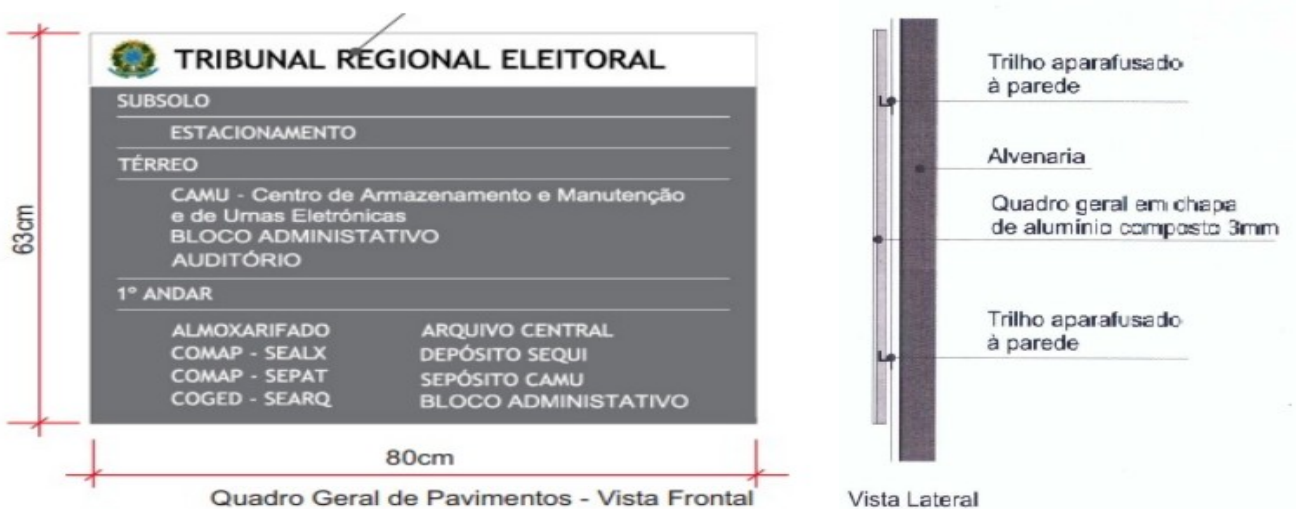 TRIBUNAL REGIONAL ELEITORAL
SUBSOLO
ESTACIONAMENTO
TÉRREO
CAMU - Centro de Armazenamento e Manutenção
e de Urnas Eletrónicas
BLOCO ADMINISTATIVO
AUDITÓRIO
1º ANDAR
ALMOXARIFADO
COMAP - SEALX
COMAP - SEPAT
COGED - SEARQ
ARQUIVO CENTRAL
DEPÓSITO SEQUI
SEPÓSITO CAMU
BLOCO ADMINISTATIVO
63cm
80cm
Quadro Geral de Pavimentos - Vista Frontal
Trilho aparafusado
à parede
Alvenaria
Quadro geral em chapa
de alumínio composto 3mm
Trilho aparafusado
à parede
Vista Lateral